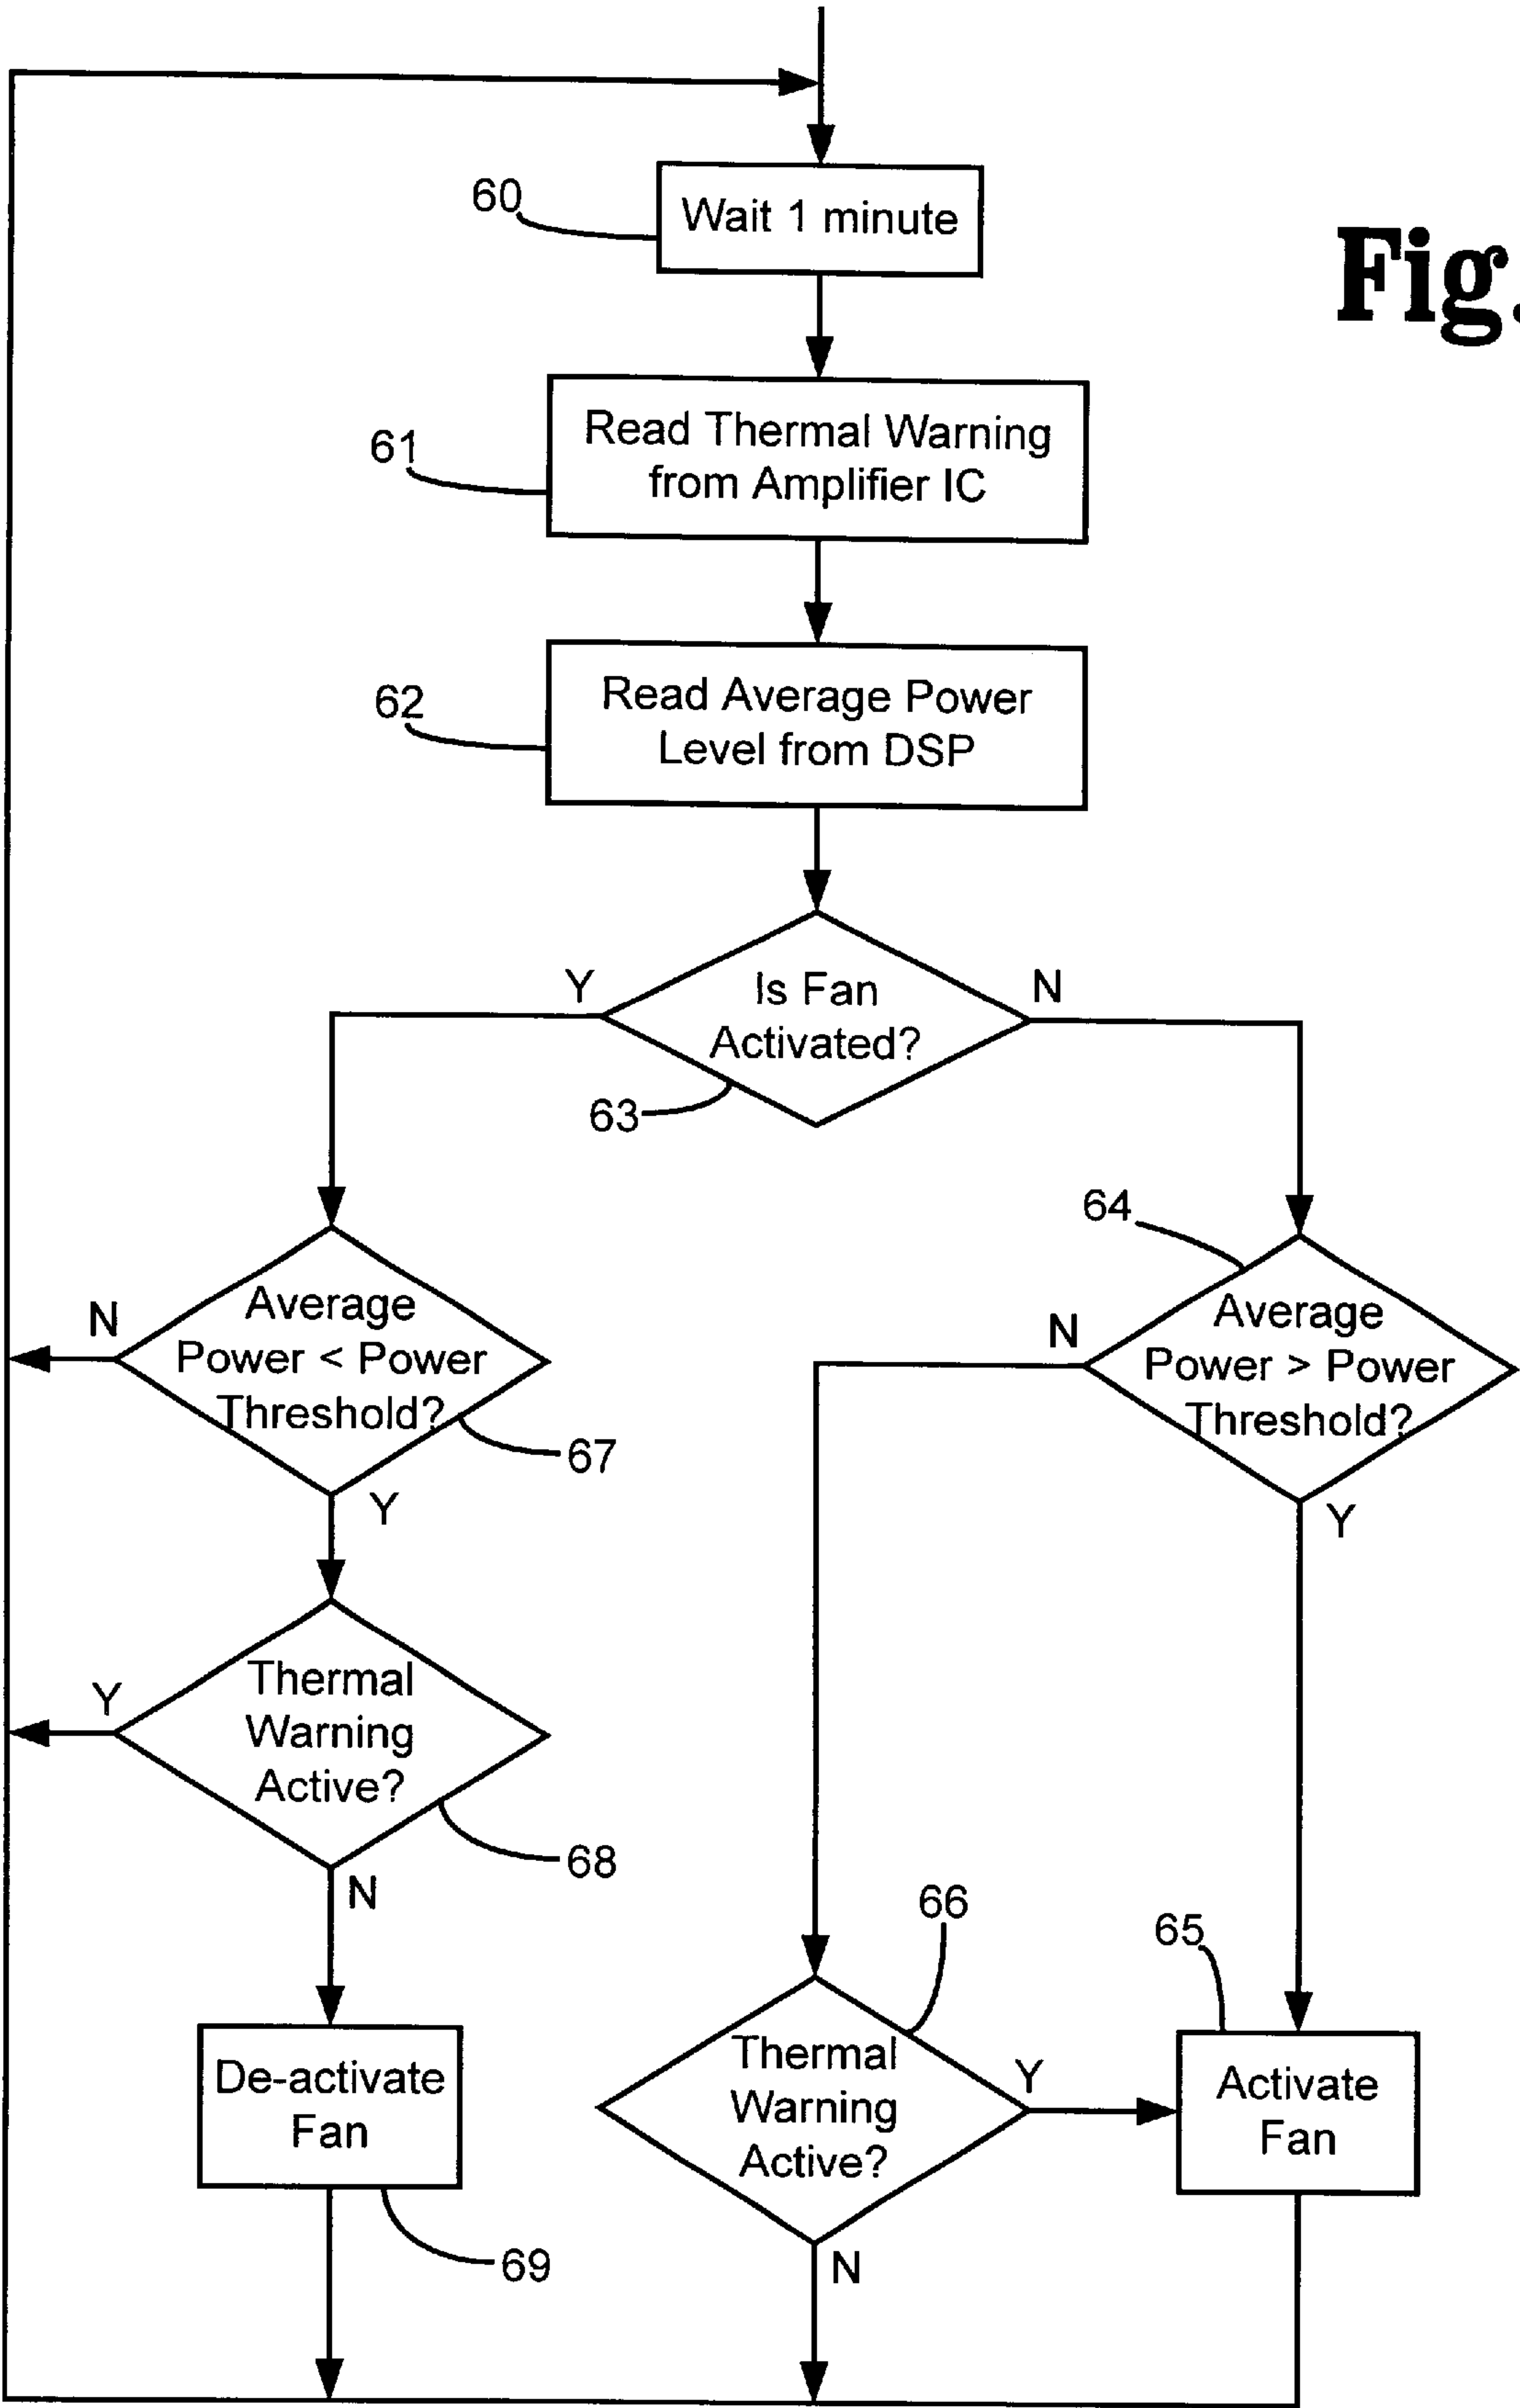 60
Wait 1 minute
Fig.
61
Read Thermal Warning
from Amplifier IC
62
Read Average Power
Level from DSP
Y
Is Fan
Activated?
N
63
64
N
Average
Power < Power
Threshold?
67
Y
N
Average
Power > Power
Threshold?
Y
Y
Thermal
Warning
Active?
68
N
66
65
De-activate
Fan
69
Thermal
Warning
Active?
Y
N
Activate
Fan